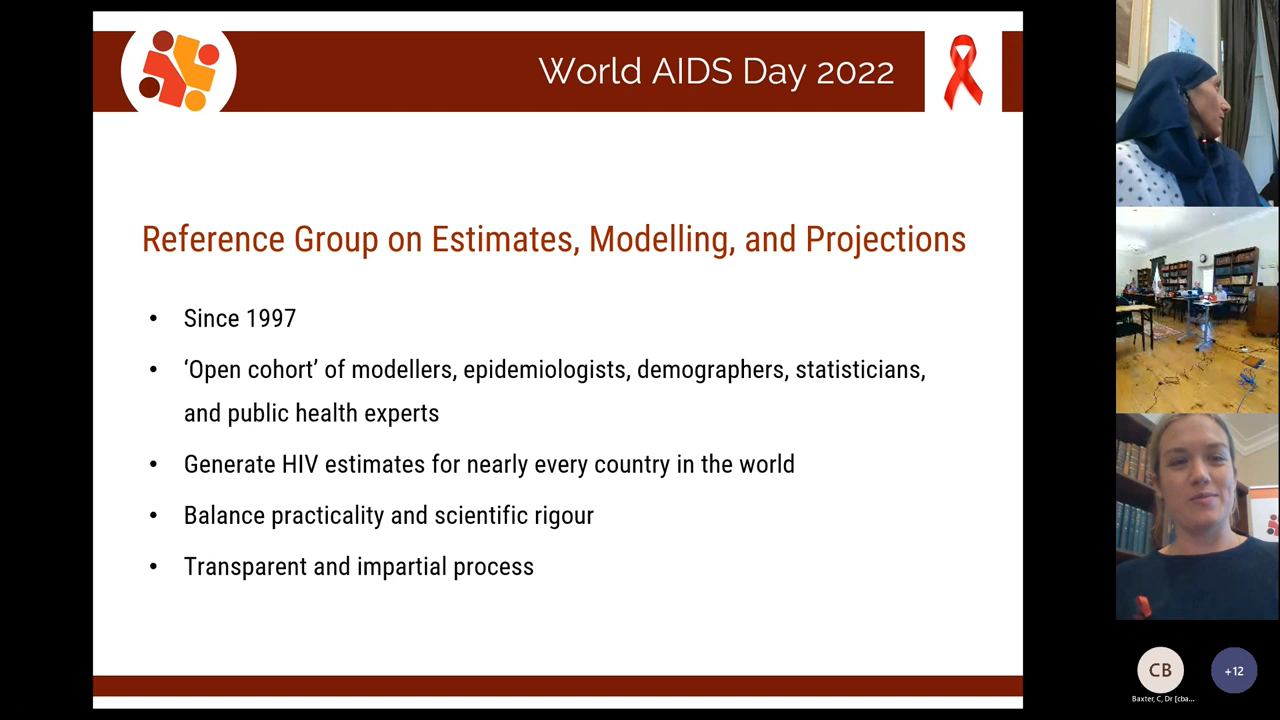 World AIDS Day 2022
Reference Group on Estimates, Modelling, and Projections
• Since 1997
• ‘Open cohort’ of modellers, epidemiologists, demographers, statisticians,
and public health experts
• Generate HIV estimates for nearly every country in the world
• Balance practicality and scientific rigour
• Transparent and impartial process
CB
+12
Baxter, C, Dr [cba...